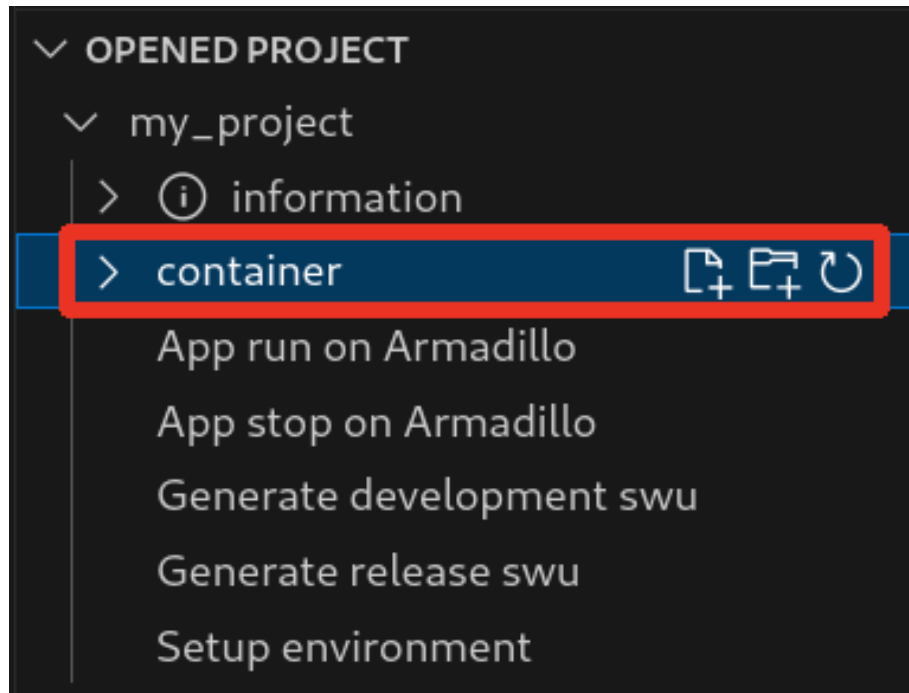 OPENED PROJECT
my_project
information
container
App run on Armadillo
App stop on Armadillo
Generate development swu
Generate release swu
Setup environment